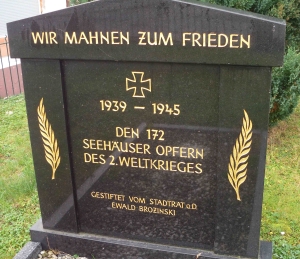 WIR MAHNEN ZUM FRIEDEN
1939 - 1945
DEN 172
SEEHÄUSER OPFERN
DES 2. WELTKRIEGES
GESTIFTET VOM STADTRAT a.D
EWALD BROZINSKI